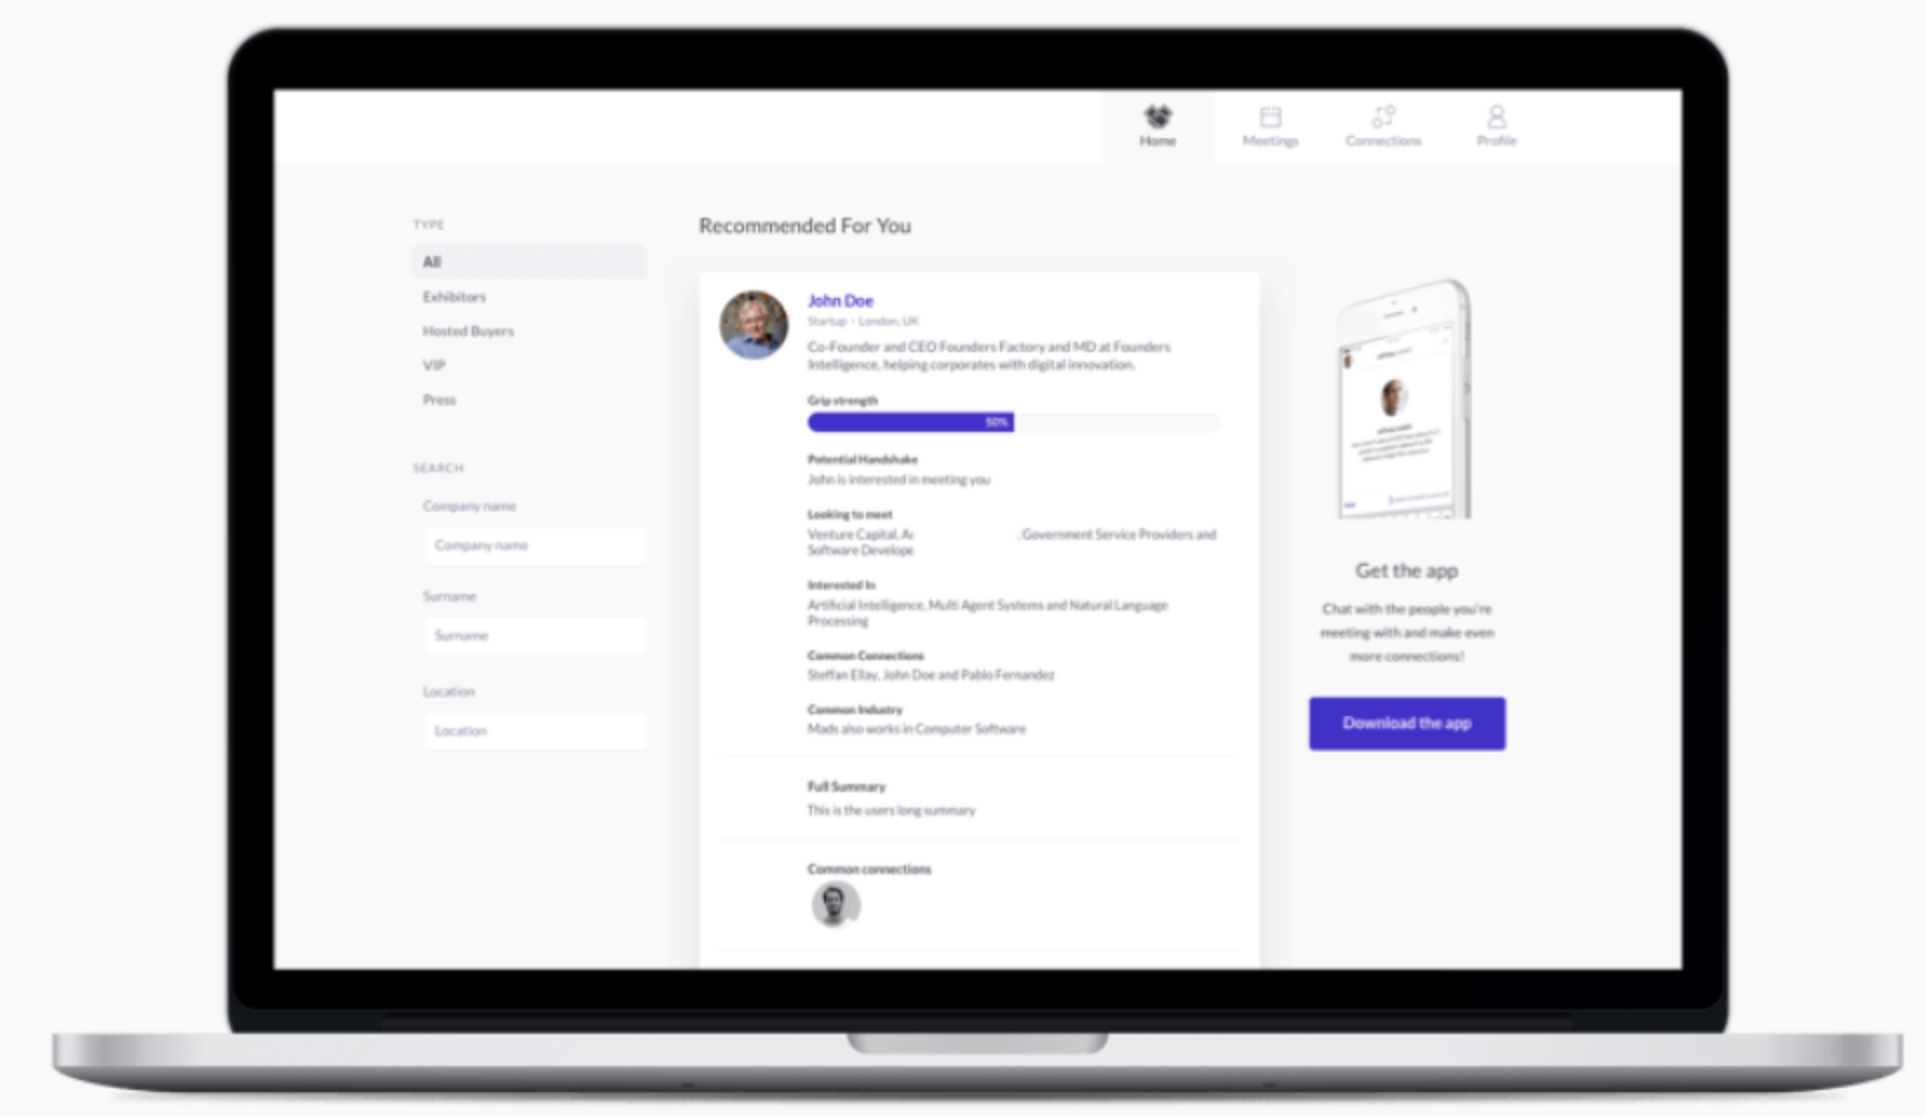 Home
Meetings
Connections
Profile
TYPE
All
Exhibitors
Hosted Buyers
VIP
Press
SEARCH
Company name
Company name
Surname
Surname
Location
Location
Recommended For You
John Doe
Startup • London, UK
Co-Founder and CEO Founders Factory and MD at Founders
Intelligence, helping corporates with digital innovation.
Grip strength
50%
Potential Handshake
John is interested in meeting you
Looking to meet
Venture Capital, , Government Service Providers and
Software Develope
Interested In
Artificial Intelligence, Multi Agent Systems and Natural Language
Processing
Common Connections
Steffan Ellay, John Doe and Pablo Fernandez
Common Industry
Mads also works in Computer Software
Full Summary
This is the users long summary
Common connections
Get the app
Chat with the people you're
meeting with and make even
more connections!
Download the app